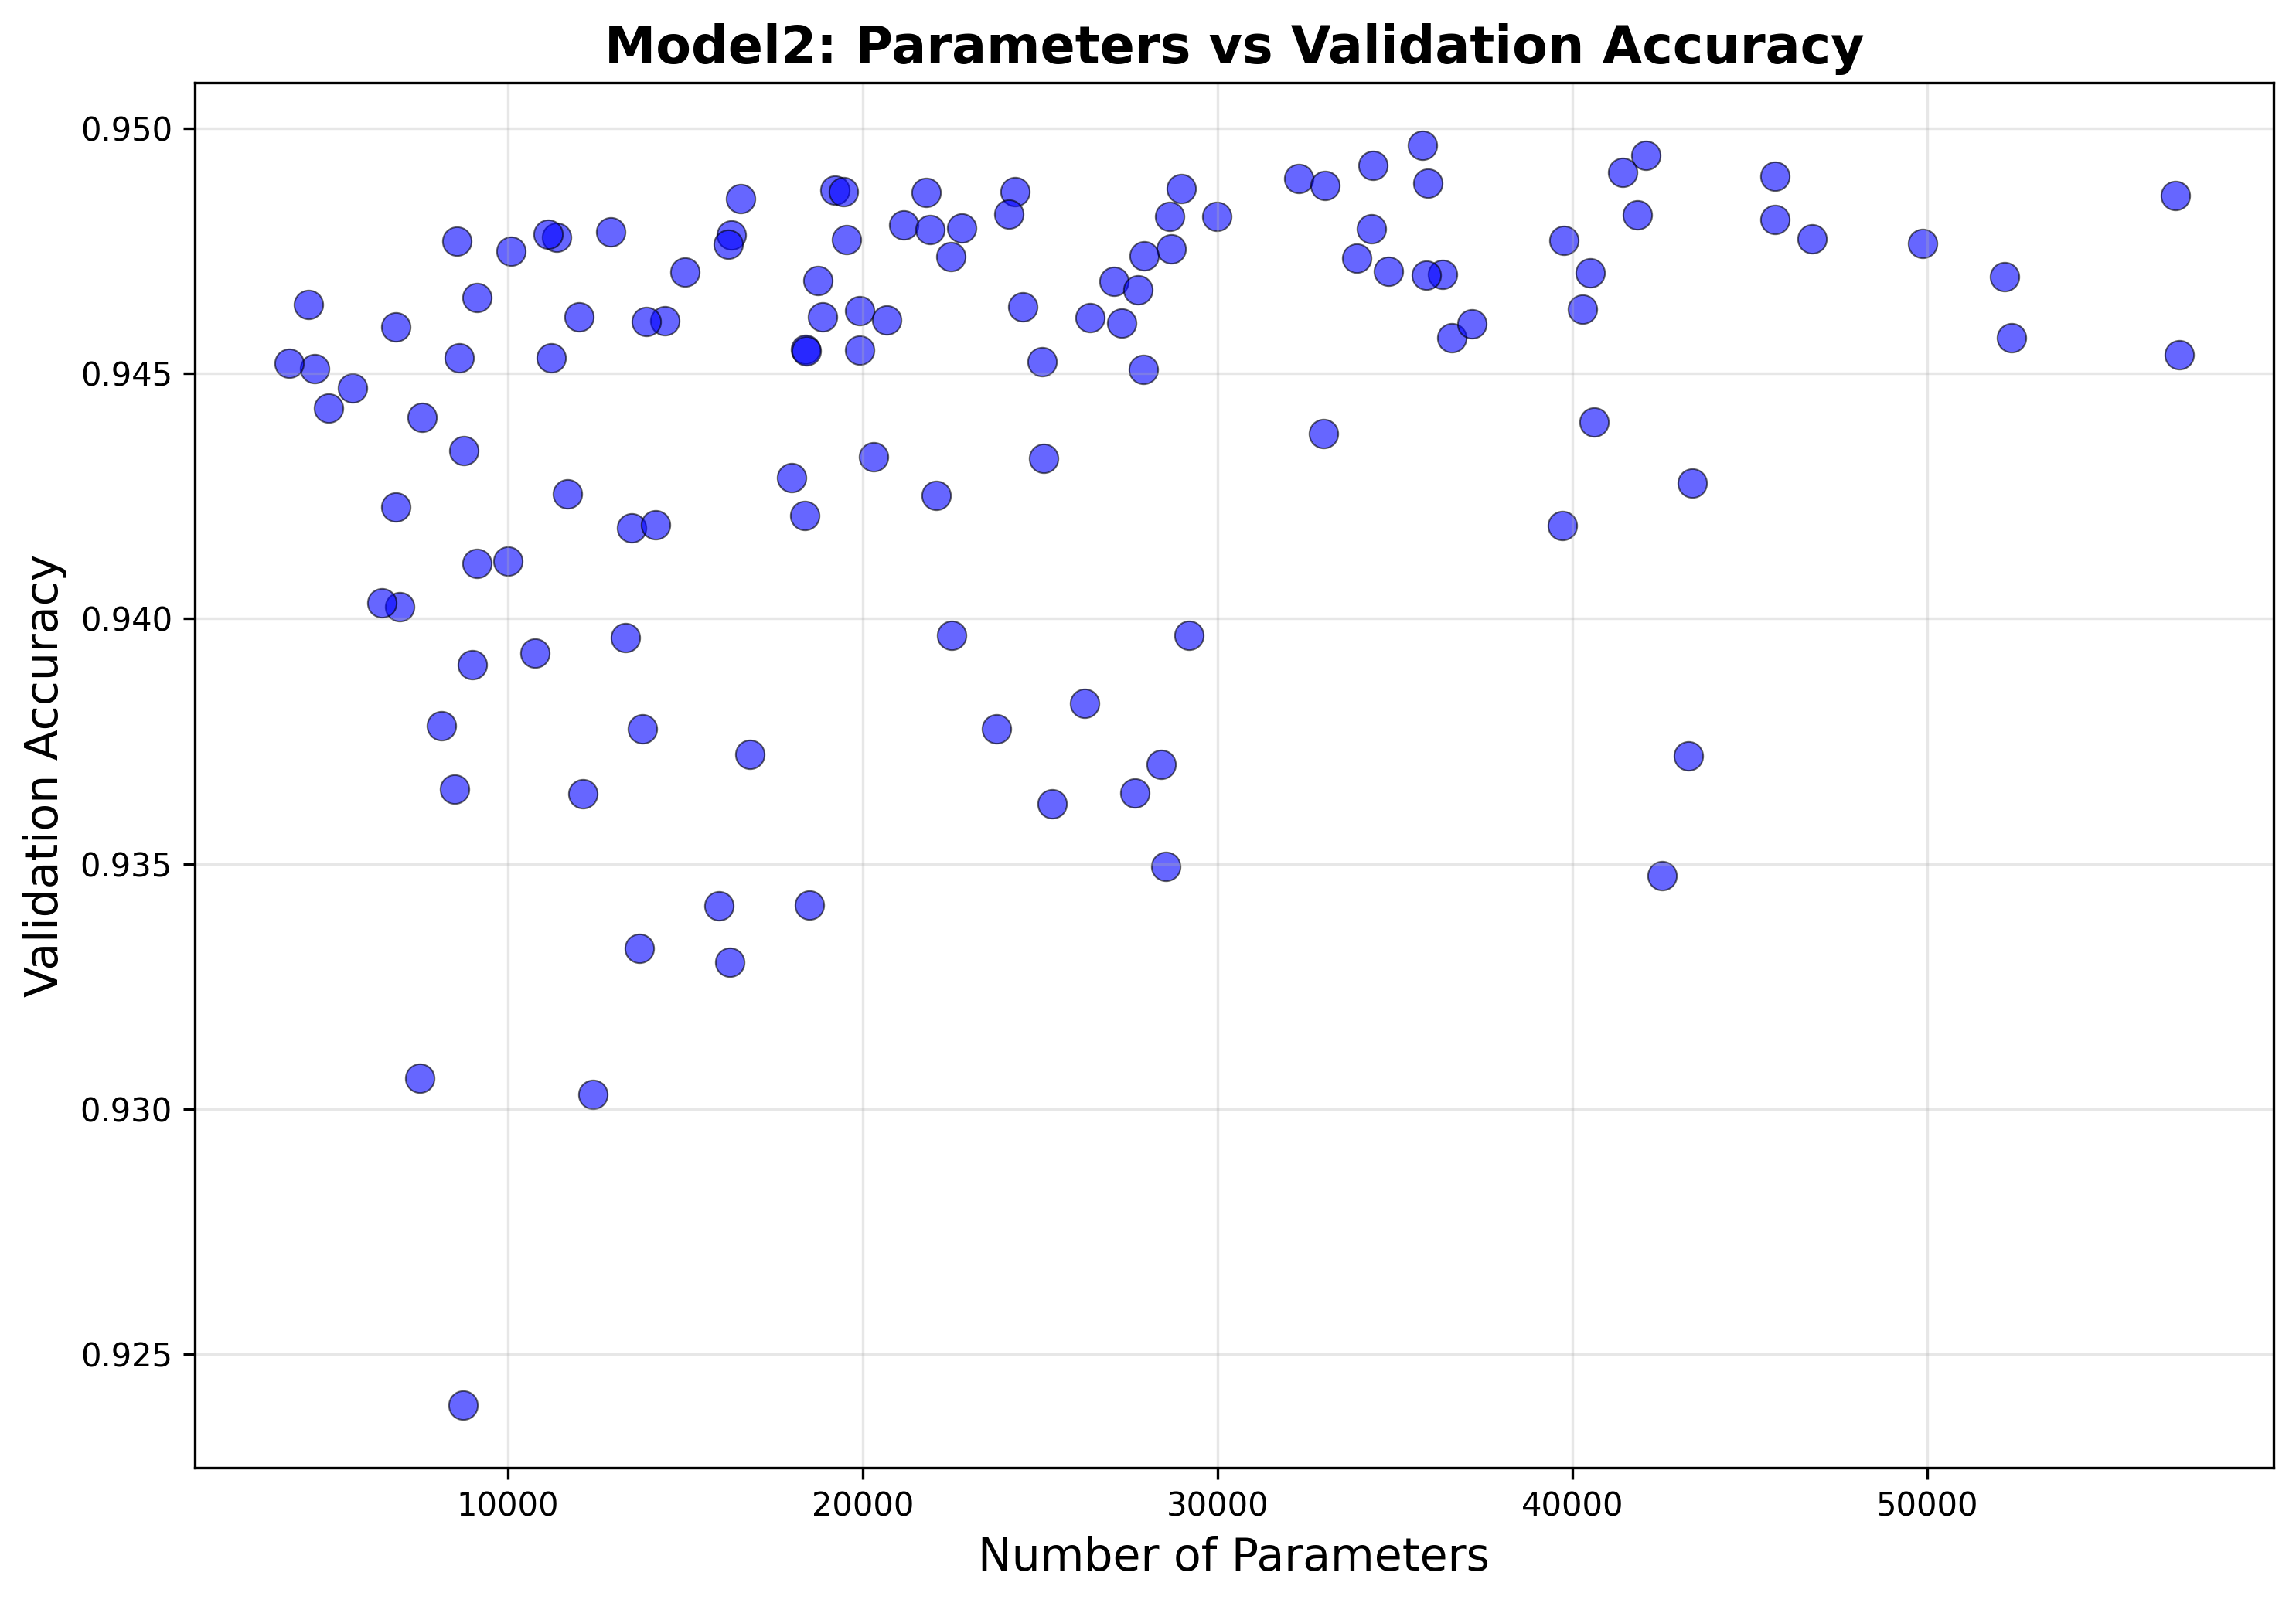 Model2: Parameters vs Validation Accuracy
Validation Accuracy
0.950
0.945
0.940
0.935
0.930
0.925
10000 20000 30000 40000 50000
Number of Parameters